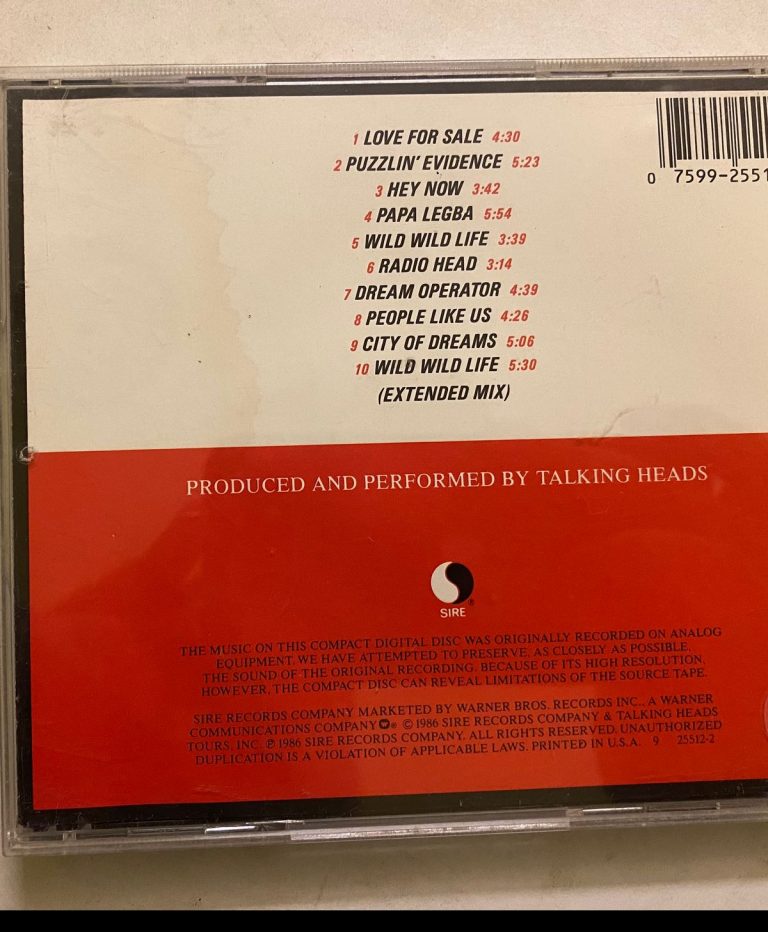 1 LOVE FOR SALE 4:30
2 PUZZLIN' EVIDENCE 5:23
3 HEY NOW 3:42
4 PAPA LEGBA 5:54
5 WILD WILD LIFE 3:39
6 RADIO HEAD 3:14
7 DREAM OPERATOR 4:39
8 PEOPLE LIKE US 4:26
9 CITY OF DREAMS 5:06
10 WILD WILD LIFE 5:30
(EXTENDED MIX)
0 7599-2551
PRODUCED AND PERFORMED BY TALKING HEADS
®
SIRE
THE MUSIC ON THIS COMPACT DIGITAL DISC WAS ORIGINALLY RECORDED ON ANALOG
EQUIPMENT. WE HAVE ATTEMPTED TO PRESERVE, AS CLOSELY AS POSSIBLE,
THE SOUND OF THE ORIGINAL RECORDING. BECAUSE OF ITS HIGH RESOLUTION,
HOWEVER, THE COMPACT DISC CAN REVEAL LIMITATIONS OF THE SOURCE TAPE.
SIRE RECORDS COMPANY MARKETED BY WARNER BROS. RECORDS INC., A WARNER
COMMUNICATIONS COMPANY ® © 1986 SIRE RECORDS COMPANY & TALKING HEADS
TOURS, INC. ℗ 1986 SIRE RECORDS COMPANY. ALL RIGHTS RESERVED. UNAUTHORIZED
DUPLICATION IS A VIOLATION OF APPLICABLE LAWS. PRINTED IN U.S.A. 9 25512-2